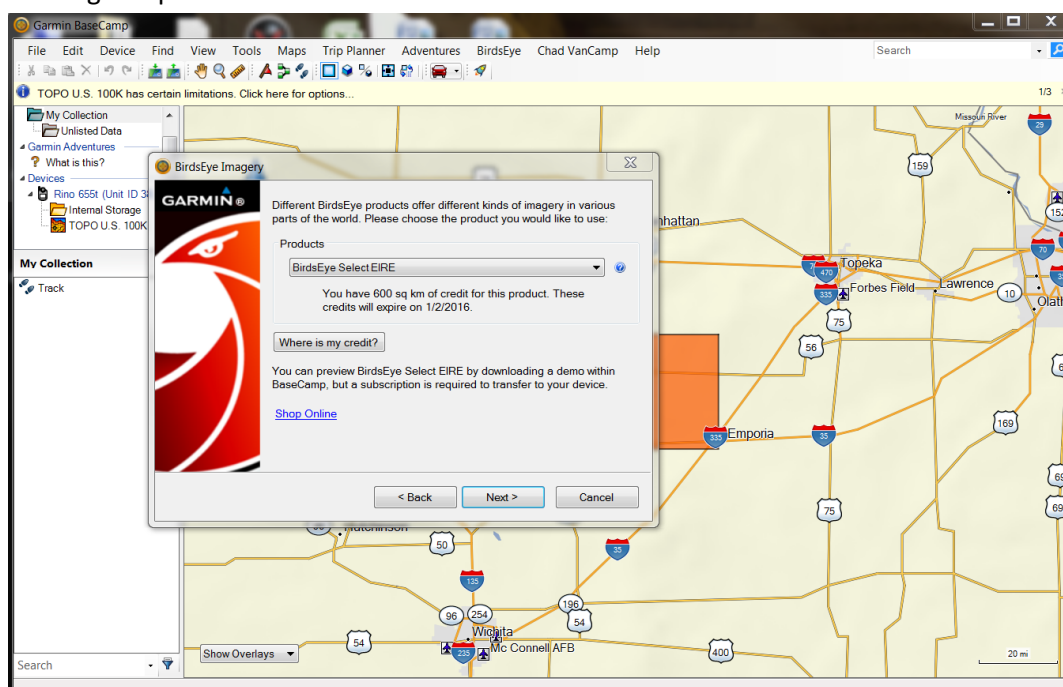 Garmin BaseCamp
File Edit Device Find View Tools Maps Trip Planner Adventures BirdsEye Chad VanCamp Help
Search
TOPO U.S. 100K has certain limitations. Click here for options...
1/3
My Collection
Unlisted Data
Garmin Adventures
What is this?
Devices
Rino 655t (Unit ID 3
Internal Storage
TOPO U.S. 100K
My Collection
Track
Search
BirdsEye Imagery
GARMIN®
Different BirdsEye products offer different kinds of imagery in various
parts of the world. Please choose the product you would like to use:
Products
BirdsEye Select EIRE
You have 600 sq km of credit for this product. These
credits will expire on 1/2/2016.
Where is my credit?
You can preview BirdsEye Select EIRE by downloading a demo within
BaseCamp, but a subscription is required to transfer to your device.
Shop Online
< Back Next > Cancel
Missouri River
29
159
152
hattan
70
Topeka
470
335
Forbes Field
Lawrence
10
Olat
75
56
169
335
Emporia
35
69
75
69
Hutchinson
50
35
135
196
96
254
54
Wichita
54
235
Mc Connell AFB
400
Show Overlays
20 mi